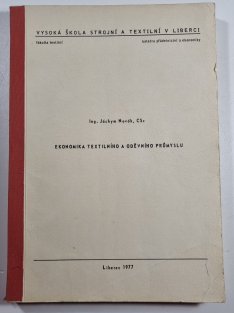 VYSOKÁ ŠKOLA STROJNÍ A TEXTILNÍ V LIBERCI
fakulta textilní katedra průmyslové a ekonomiky
Ing. Jáchym Novák, CSc
EKONOMIKA TEXTILNÍHO A ODĚVNÍHO PRŮMYSLU
Liberec 1977